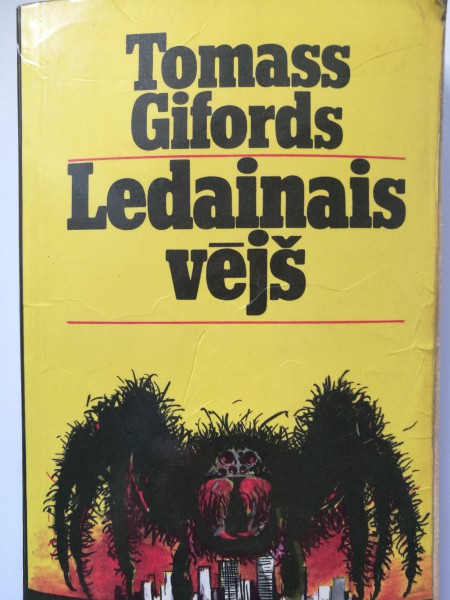 Tomass
Gifords
Ledainais
vējš